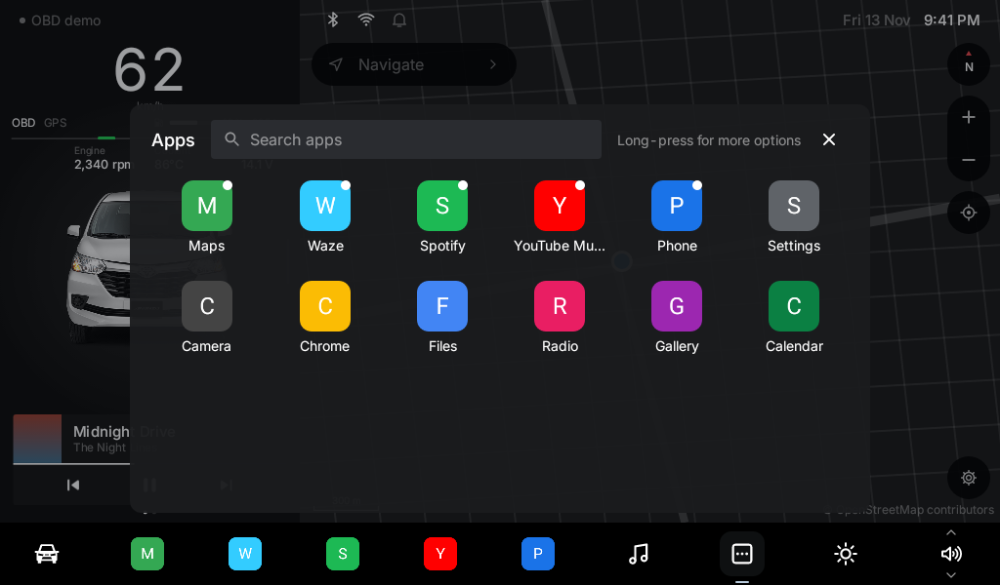 OBD demo
Fri 13 Nov 9:41 PM
62
Navigate
N
OBD GPS
Apps
Search apps
Long-press for more options
Engine
2,340 rpm
M
W
S
Y
P
S
Maps
Waze
Spotify
YouTube Mu...
Phone
Settings
C
C
F
R
G
C
Camera
Chrome
Files
Radio
Gallery
Calendar
Midnight Drive
The Night
OpenStreetMap contributors
M
W
S
Y
P